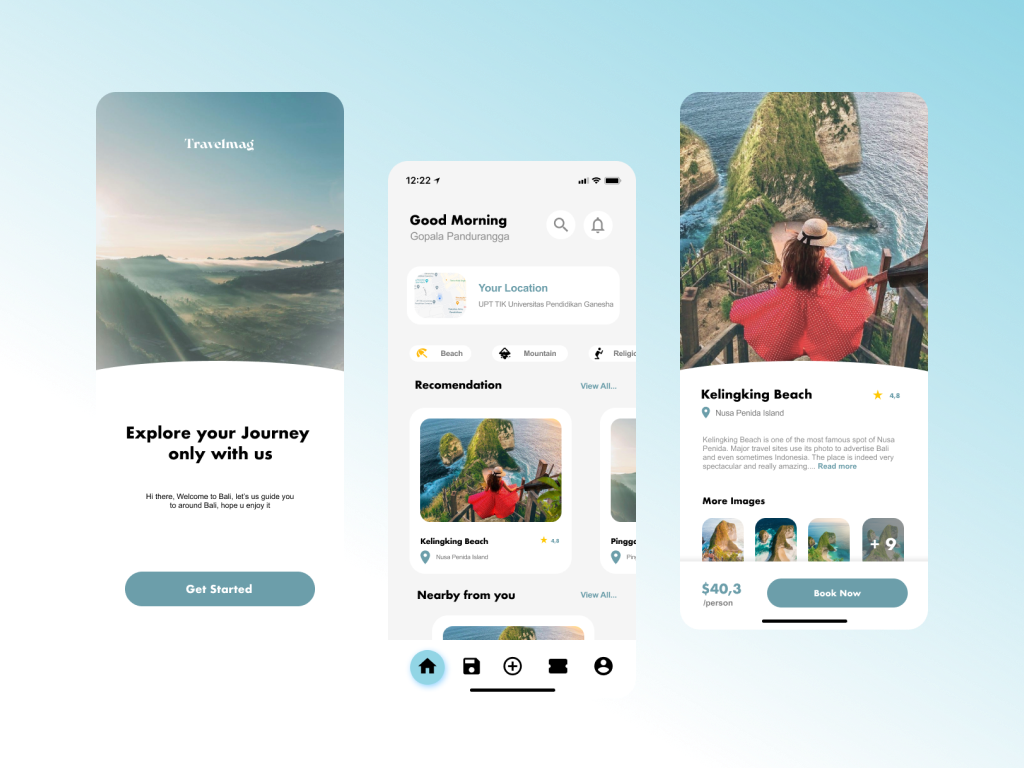 Travelmag
Explore your Journey
only with us
Hi there, Welcome to Bali, let's us guide you
to around Bali, hope u enjoy it
Get Started
12:22
Good Morning
Gopala Pandurangga
Your Location
UPT TIK Universitas Pendidikan Ganesha
Beach Mountain Religio
Recomendation View All...
Kelingking Beach 4,8 Pingga
Nusa Penida Island Pin
Nearby from you View All...
Kelingking Beach 4,8
Nusa Penida Island
Kelingking Beach is one of the most famous spot of Nusa
Penida. Major travel sites use its photo to advertise Bali
and even sometimes Indonesia. The place is indeed very
spectacular and really amazing.... Read more
More Images
+ 9
$40,3
/person
Book Now